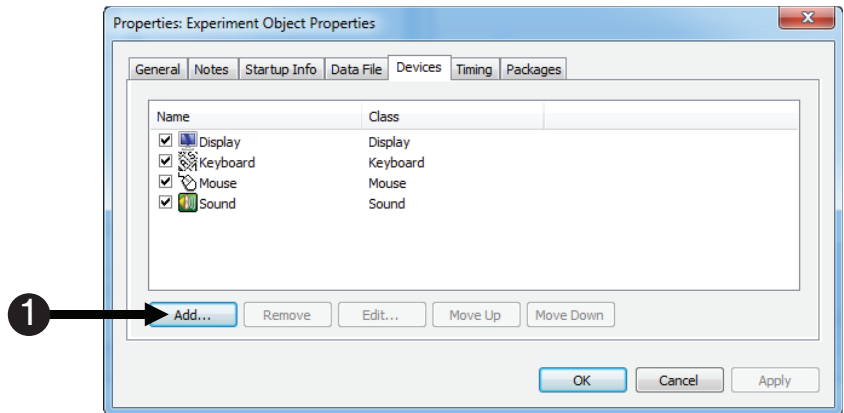 Properties: Experiment Object Properties
General Notes Startup Info Data File Devices Timing Packages
Name Class
Display Display
Keyboard Keyboard
Mouse Mouse
Sound Sound
1 Add... Remove Edit... Move Up Move Down
OK Cancel Apply